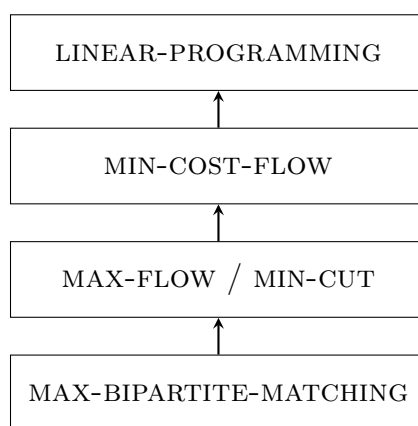 LINEAR-PROGRAMMING
MIN-COST-FLOW
MAX-FLOW / MIN-CUT
MAX-BIPARTITE-MATCHING